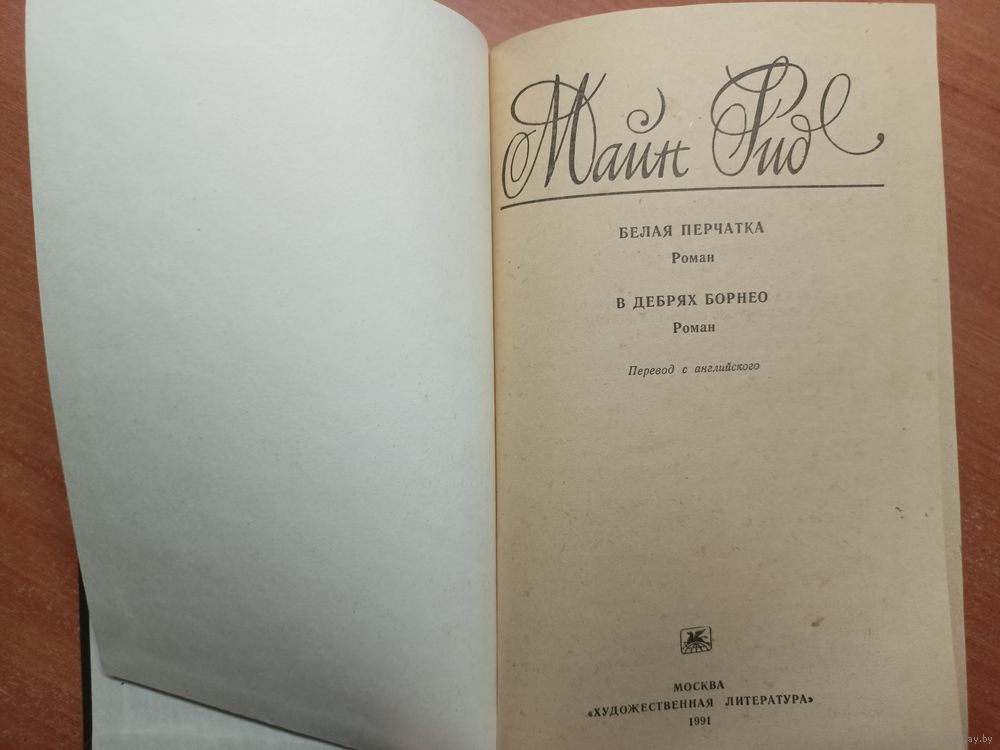 Майн Рид
БЕЛАЯ ПЕРЧАТКА
Роман
В ДЕБРЯХ БОРНЕО
Роман
Перевод с английского
МОСКВА
«ХУДОЖЕСТВЕННАЯ ЛИТЕРАТУРА»
1991